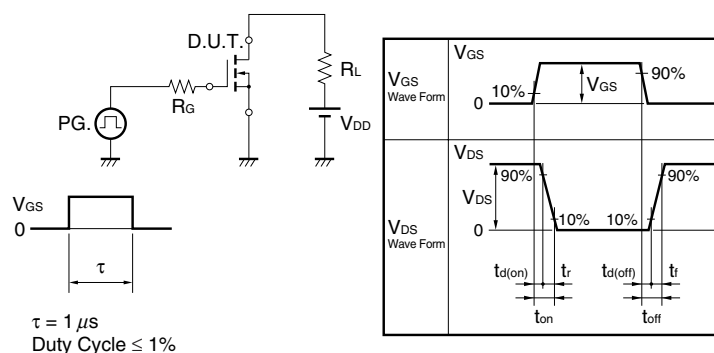 D.U.T.
RL
RG
PG.
VDD
VGS
0
τ
τ = 1 μs
Duty Cycle ≤ 1%
VGS
Wave Form
VGS
10%
0
VGS
90%
VDS
Wave Form
VDS
90%
VDS
0
10%
10%
90%
td(on)
tr
td(off)
tf
ton
toff